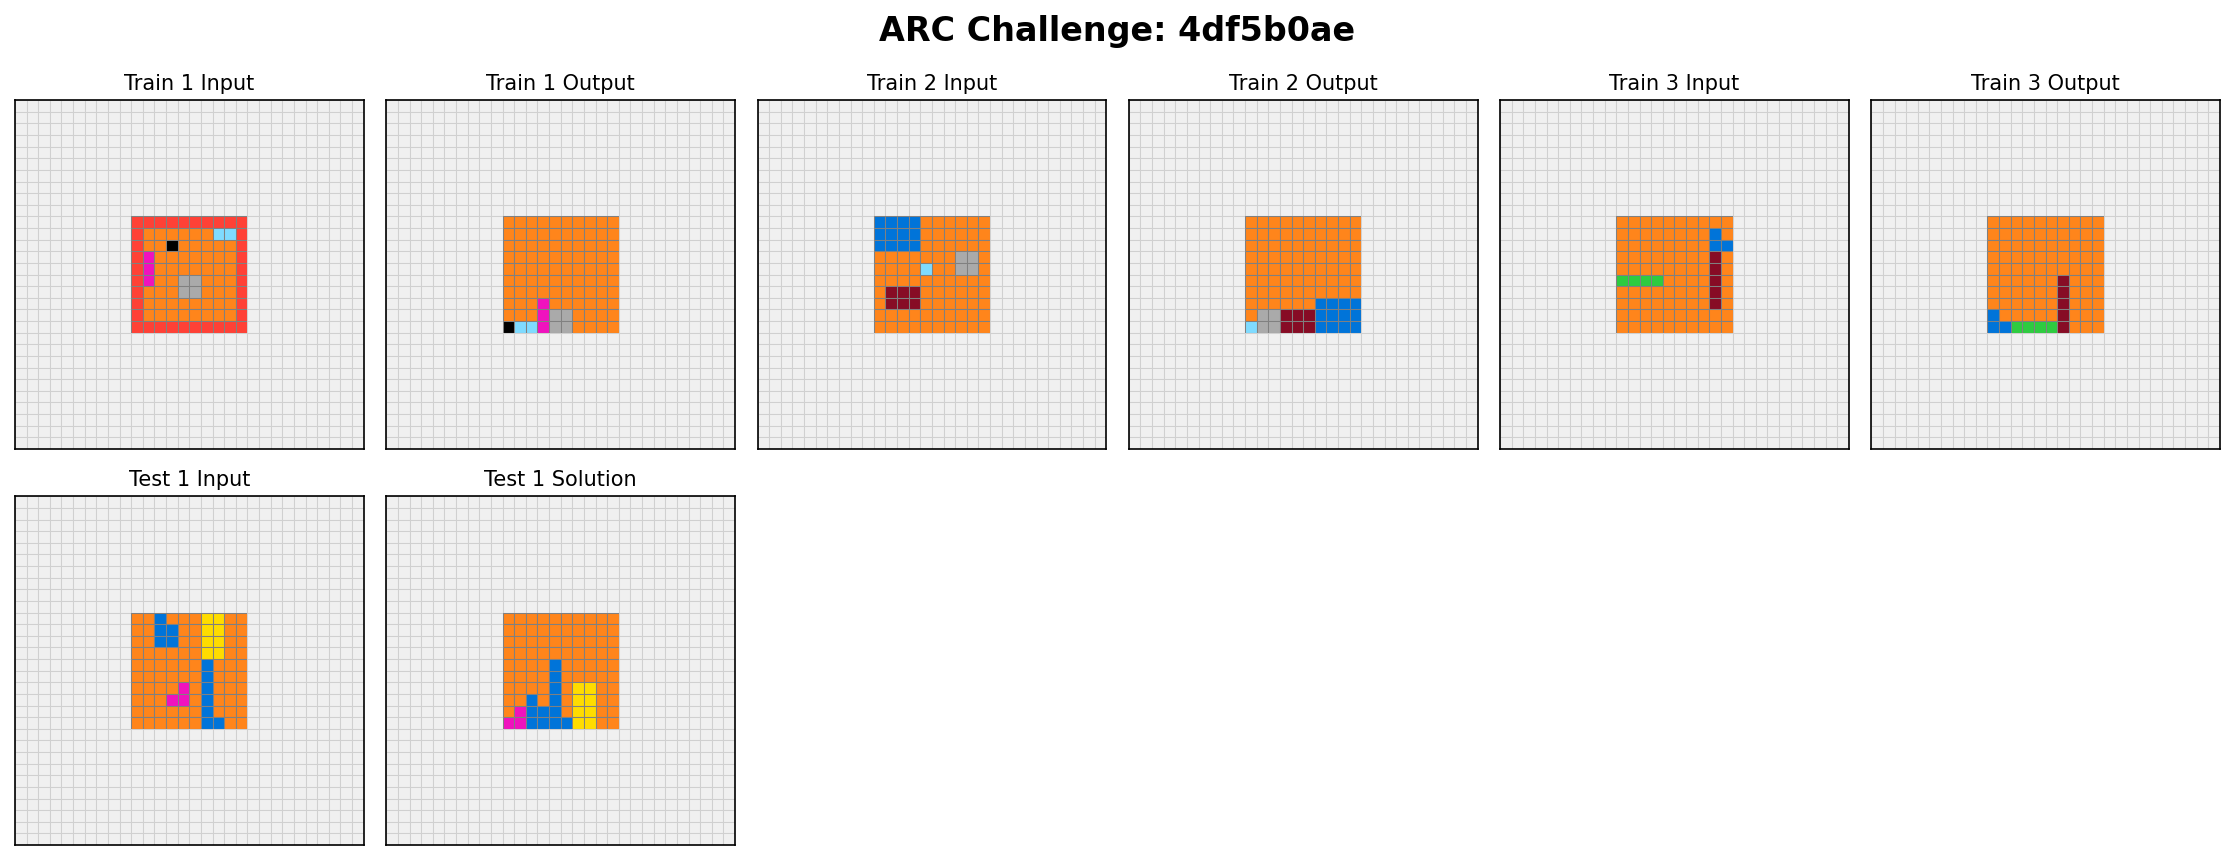 ARC Challenge: 4df5b0ae
Train 1 Input
Train 1 Output
Train 2 Input
Train 2 Output
Train 3 Input
Train 3 Output
Test 1 Input
Test 1 Solution